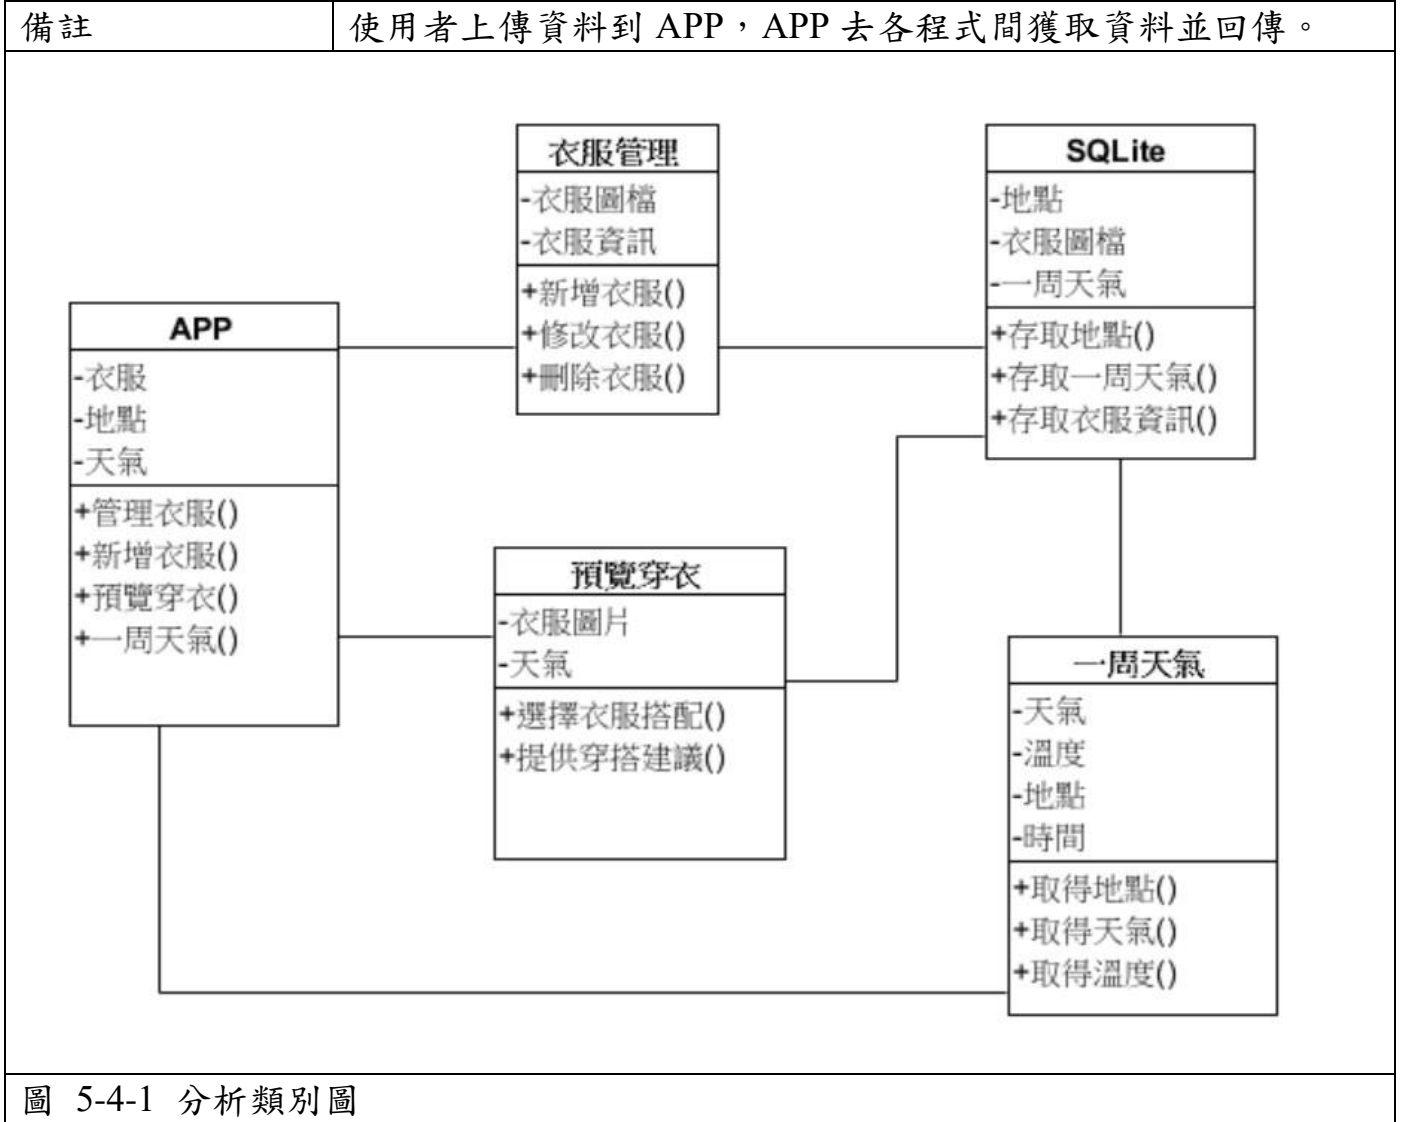 備註
使用者上傳資料到 APP，APP 去各程式間獲取資料並回傳。
衣服管理
-衣服圖檔
-衣服資訊
+新增衣服()
+修改衣服()
+刪除衣服()
SQLite
-地點
-衣服圖檔
-一周天氣
+存取地點()
+存取一周天氣()
+存取衣服資訊()
APP
-衣服
-地點
-天氣
+管理衣服()
+新增衣服()
+預覽穿衣()
+一周天氣()
預覽穿衣
-衣服圖片
-天氣
+選擇衣服搭配()
+提供穿搭建議()
一周天氣
-天氣
-溫度
-地點
-時間
+取得地點()
+取得天氣()
+取得溫度()
圖 5-4-1 分析類別圖